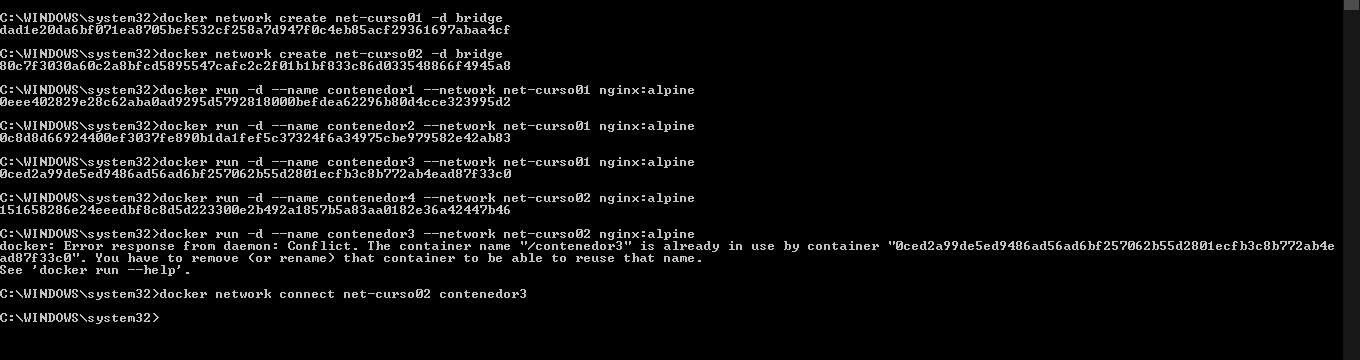 C:\WINDOWS\system32>docker network create net-curso01 -d bridge
dad1e20da6bf071ea8705bef532cf258a7d947f0c4eb85acf29361697abaa4cf
C:\WINDOWS\system32>docker network create net-curso02 -d bridge
80c7f3030a60c2a8bfcd5895547cafc2c2f01b1bf833c86d033548866f4945a8
C:\WINDOWS\system32>docker run -d --name contenedor1 --network net-curso01 nginx:alpine
0eee402829e28c62aba0ad9295d5792818000befdea62296b80d4cce323995d2
C:\WINDOWS\system32>docker run -d --name contenedor2 --network net-curso01 nginx:alpine
0c8d8d66924400ef3037fe890b1da1fef5c37324f6a34975cbe979582e42ab83
C:\WINDOWS\system32>docker run -d --name contenedor3 --network net-curso01 nginx:alpine
0ced2a99de5ed9486ad56ad6bf257062b55d2801ecfb3c8b772ab4ead87f33c0
C:\WINDOWS\system32>docker run -d --name contenedor4 --network net-curso02 nginx:alpine
151658286e24eeedbf8c8d5d223300e2b492a1857b5a83aa0182e36a42447b46
C:\WINDOWS\system32>docker run -d --name contenedor3 --network net-curso02 nginx:alpine
docker: Error response from daemon: Conflict. The container name "/contenedor3" is already in use by container "0ced2a99de5ed9486ad56ad6bf257062b55d2801ecfb3c8b772ab4e
ad87f33c0". You have to remove (or rename) that container to be able to reuse that name.
See 'docker run --help'.
C:\WINDOWS\system32>docker network connect net-curso02 contenedor3
C:\WINDOWS\system32>